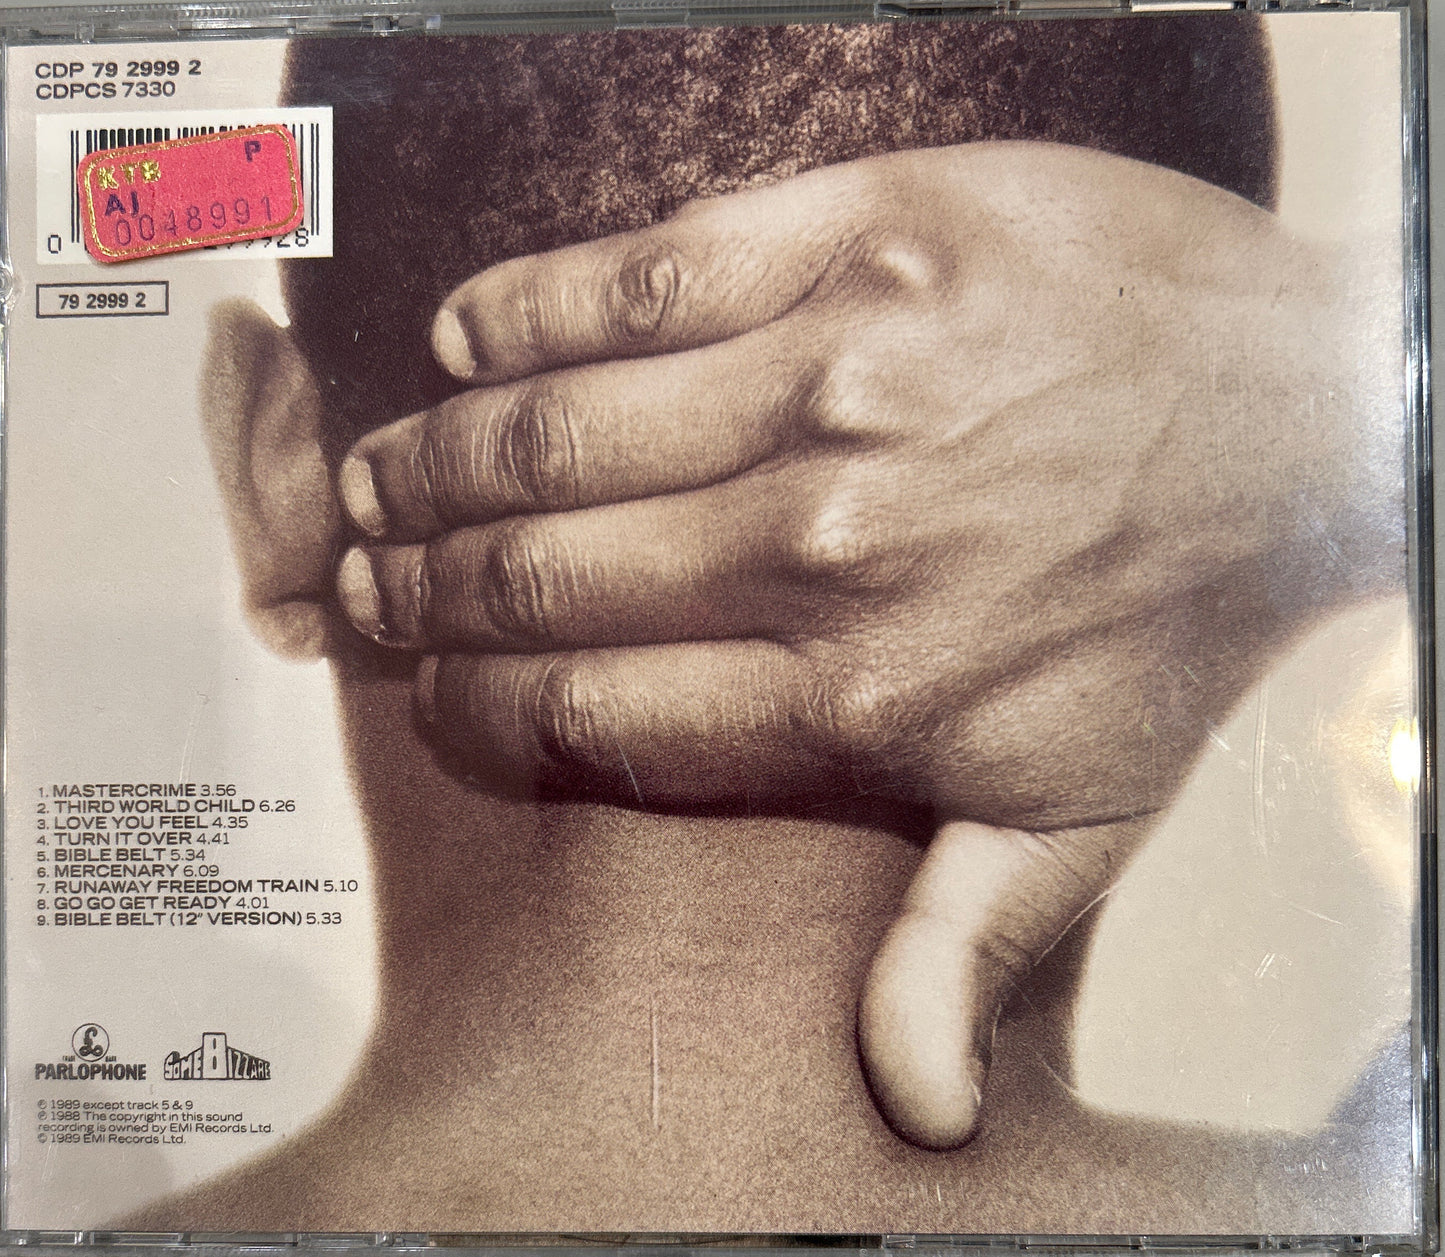 CDP 79 2999 2
CDPCS 7330
KTB P
AJ
0048991
0
79 2999 2
1. MASTERCRIME 3.56
2. THIRD WORLD CHILD 6.26
3. LOVE YOU FEEL 4.35
4. TURN IT OVER 4.41
5. BIBLE BELT 5.34
6. MERCENARY 6.09
7. RUNAWAY FREEDOM TRAIN 5.10
8. GO GO GET READY 4.01
9. BIBLE BELT (12" VERSION) 5.33
£
TRADE MARK
PARLOPHONE
SOME BIZZARE
℗ 1989 except track 5 & 9
℗ 1988 The copyright in this sound
recording is owned by EMI Records Ltd.
© 1989 EMI Records Ltd.